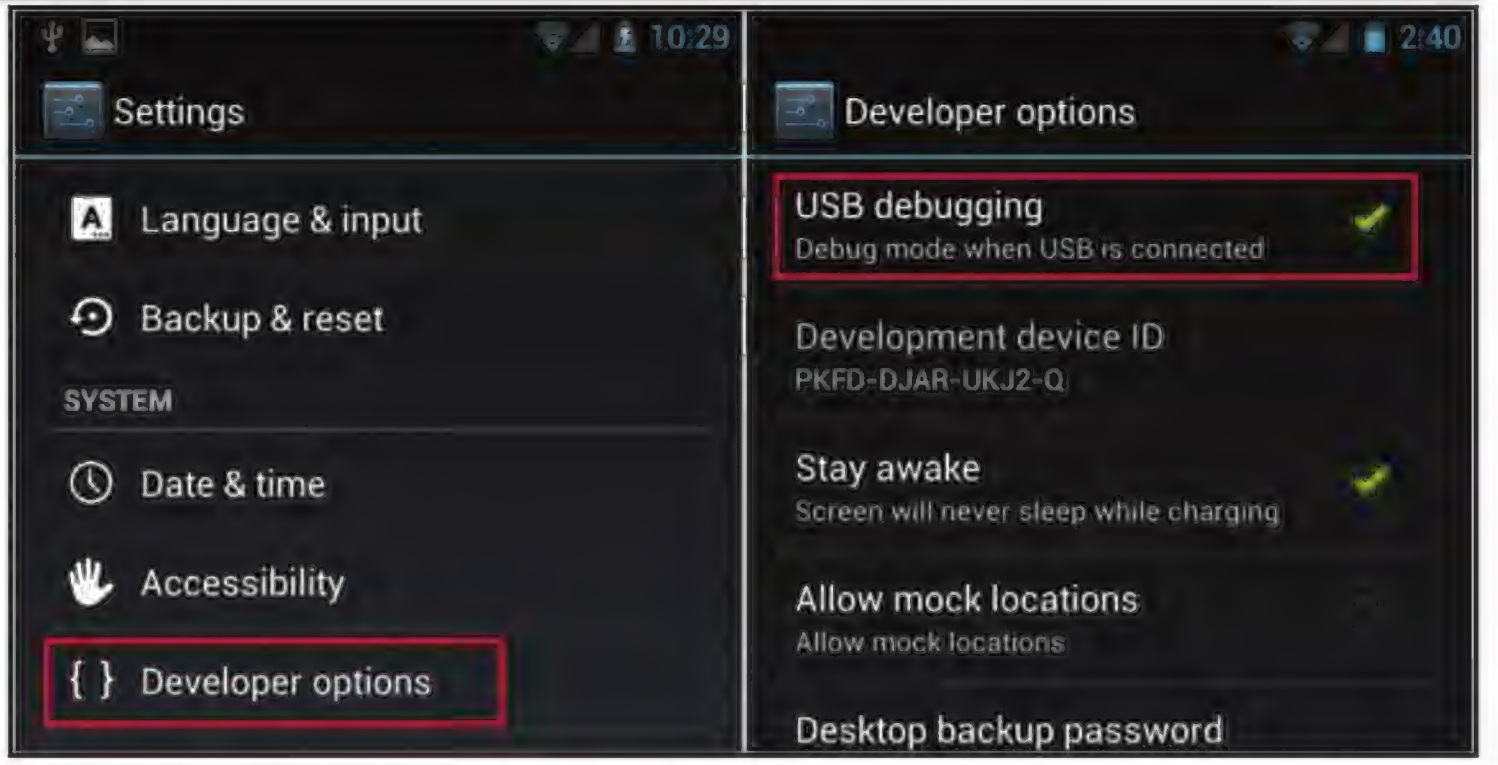 10:29
Settings
Language & input
Backup & reset
SYSTEM
Date & time
Accessibility
{ } Developer options
2:40
Developer options
USB debugging
Debug mode when USB is connected
Development device ID
PKFD-DJAR-UKJ2-Q
Stay awake
Screen will never sleep while charging
Allow mock locations
Allow mock locations
Desktop backup password